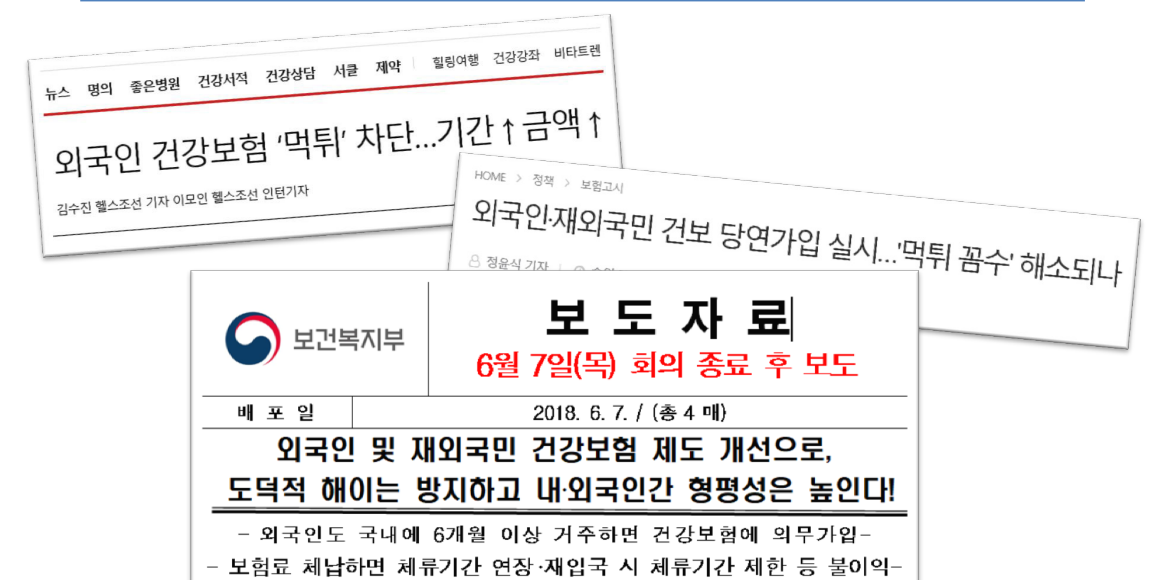 뉴스 명의 좋은병원 건강서적 건강상담 서클 제약 힐링여행 건강강좌 비타트렌
외국인 건강보험 '먹튀' 차단...기간↑금액↑
김수진 헬스조선 기자 이모인 헬스조선 인턴기자
HOME > 정책 > 보험고시
외국인·재외국민 건보 당연가입 실시...'먹튀 꼼수' 해소되나
정윤식 기자
보건복지부
보 도 자 료
6월 7일(목) 회의 종료 후 보도
배 포 일 2018. 6. 7. / (총 4 매)
외국인 및 재외국민 건강보험 제도 개선으로,
도덕적 해이는 방지하고 내·외국인간 형평성은 높인다!
- 외국인도 국내에 6개월 이상 거주하면 건강보험에 의무가입-
- 보험료 체납하면 체류기간 연장·재입국 시 체류기간 제한 등 불이익-